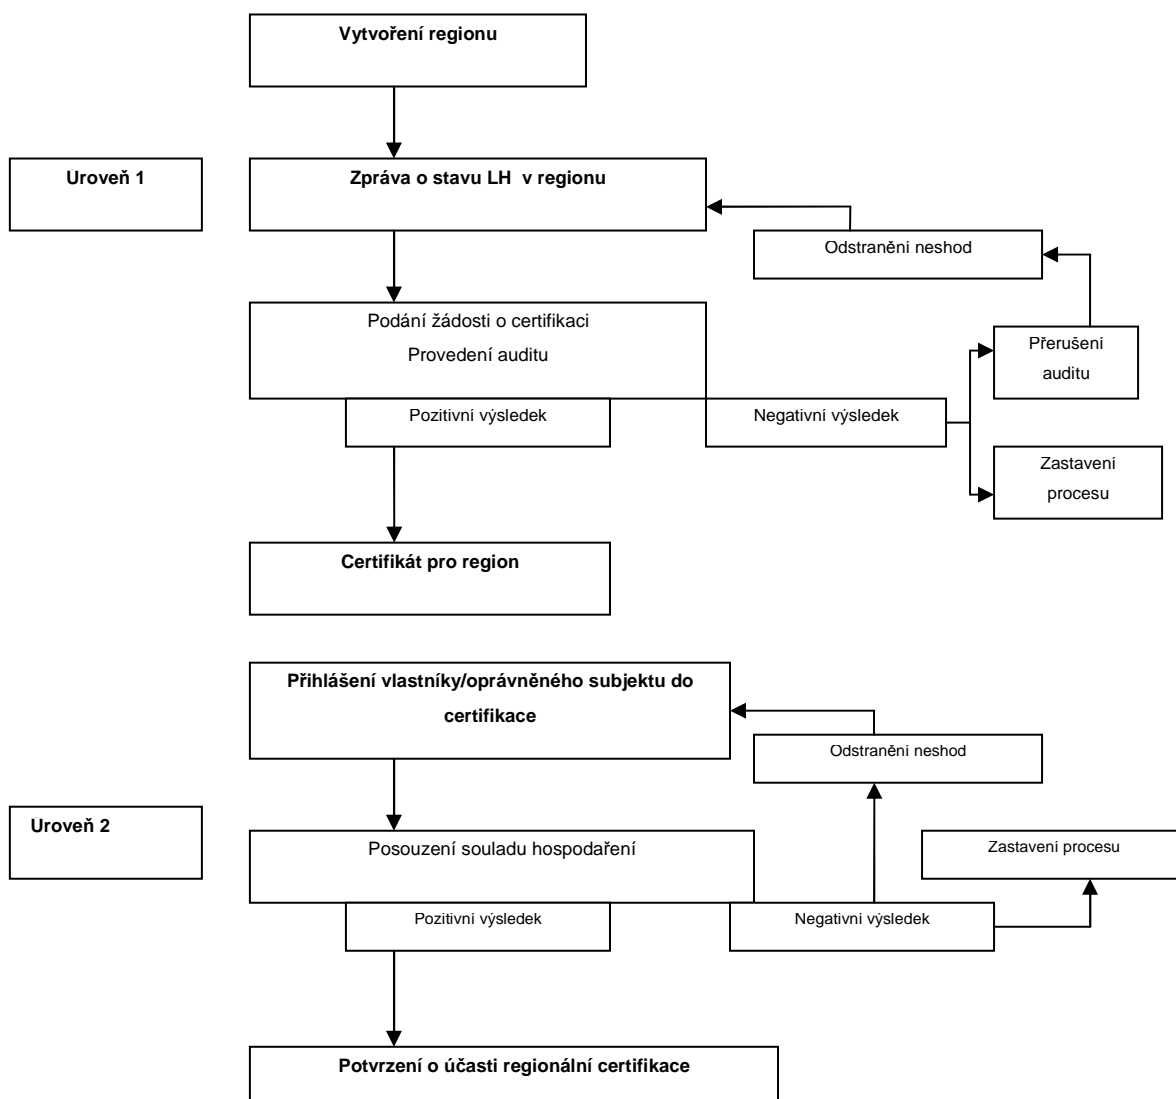 Vytvoření regionu
Uroveň 1
Zpráva o stavu LH v regionu
Odstranění neshod
Podání žádosti o certifikaci
Provedení auditu
Přerušení
auditu
Pozitivní výsledek
Negativní výsledek
Zastavení
procesu
Certifikát pro region
Přihlášení vlastníky/oprávněného subjektu do
certifikace
Odstranění neshod
Uroveň 2
Posouzení souladu hospodaření
Zastaveni procesu
Pozitivní výsledek
Negativní výsledek
Potvrzení o účasti regionální certifikace